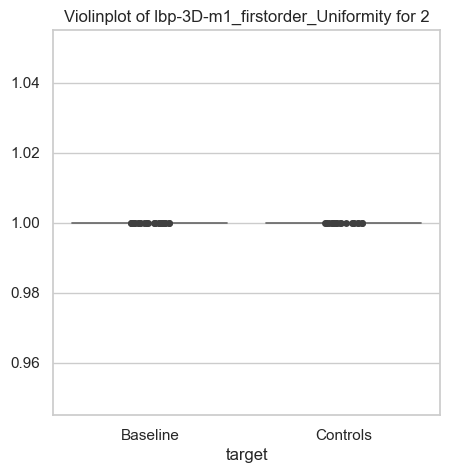 Violinplot of lbp-3D-m1_firstorder_Uniformity for 2
1.04
1.02
1.00
0.98
0.96
Baseline Controls
target